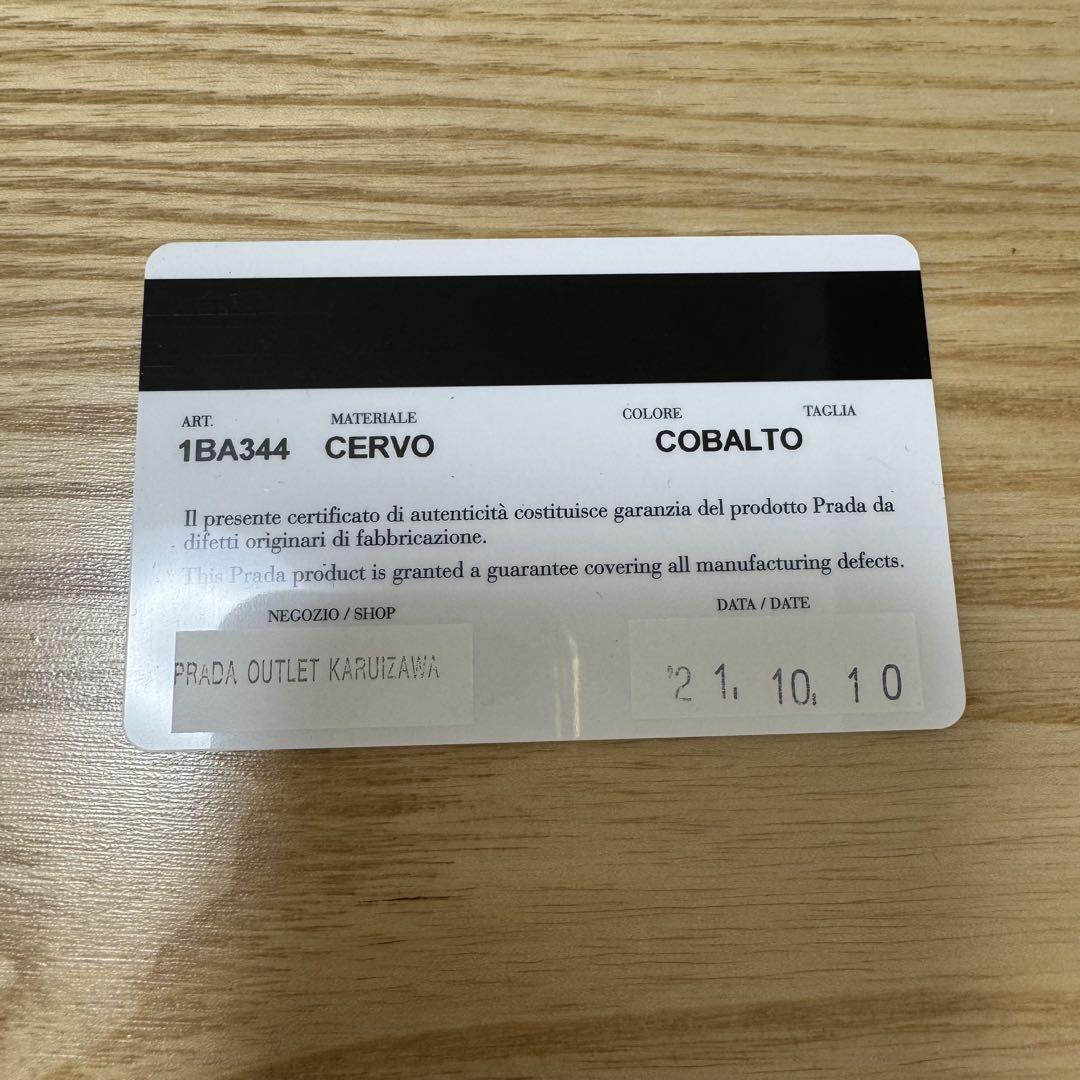 ART. MATERIALE COLORE TAGLIA
1BA344 CERVO COBALTO
Il presente certificato di autenticità costituisce garanzia del prodotto Prada da
difetti originari di fabbricazione.
This Prada product is granted a guarantee covering all manufacturing defects.
NEGOZIO / SHOP DATA / DATE
PRADA OUTLET KARUIZAWA '21. 10. 10